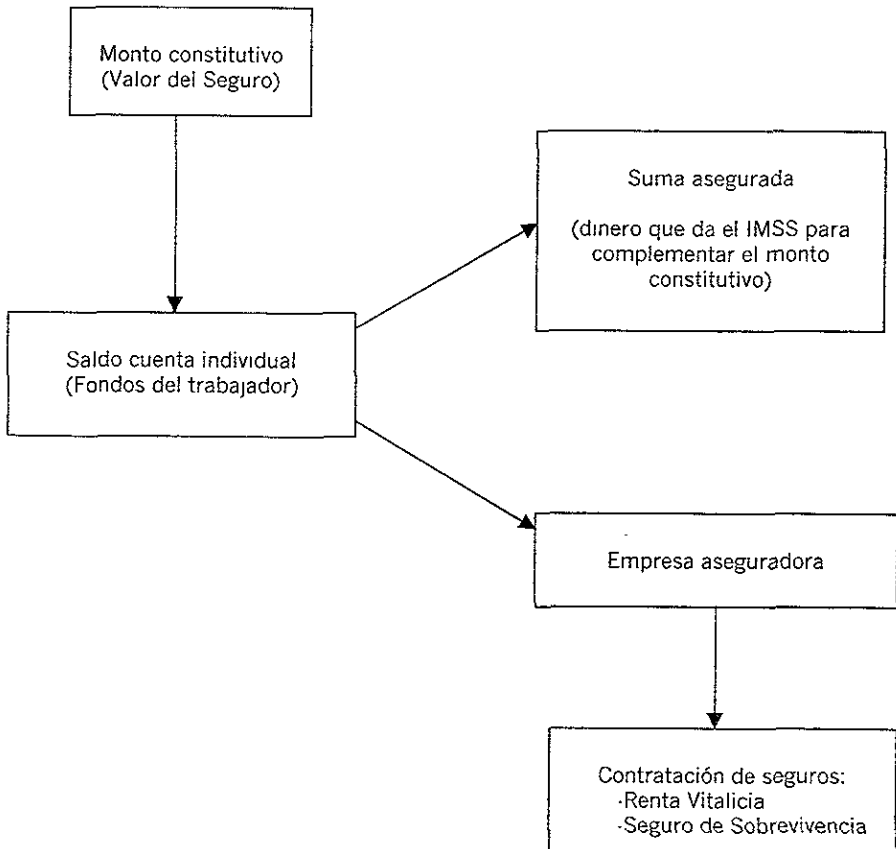 Monto constitutivo
(Valor del Seguro)
Suma asegurada
(dinero que da el IMSS para
complementar el monto
constitutivo)
Saldo cuenta individual
(Fondos del trabajador)
Empresa aseguradora
Contratación de seguros:
-Renta Vitalicia
-Seguro de Sobrevivencia